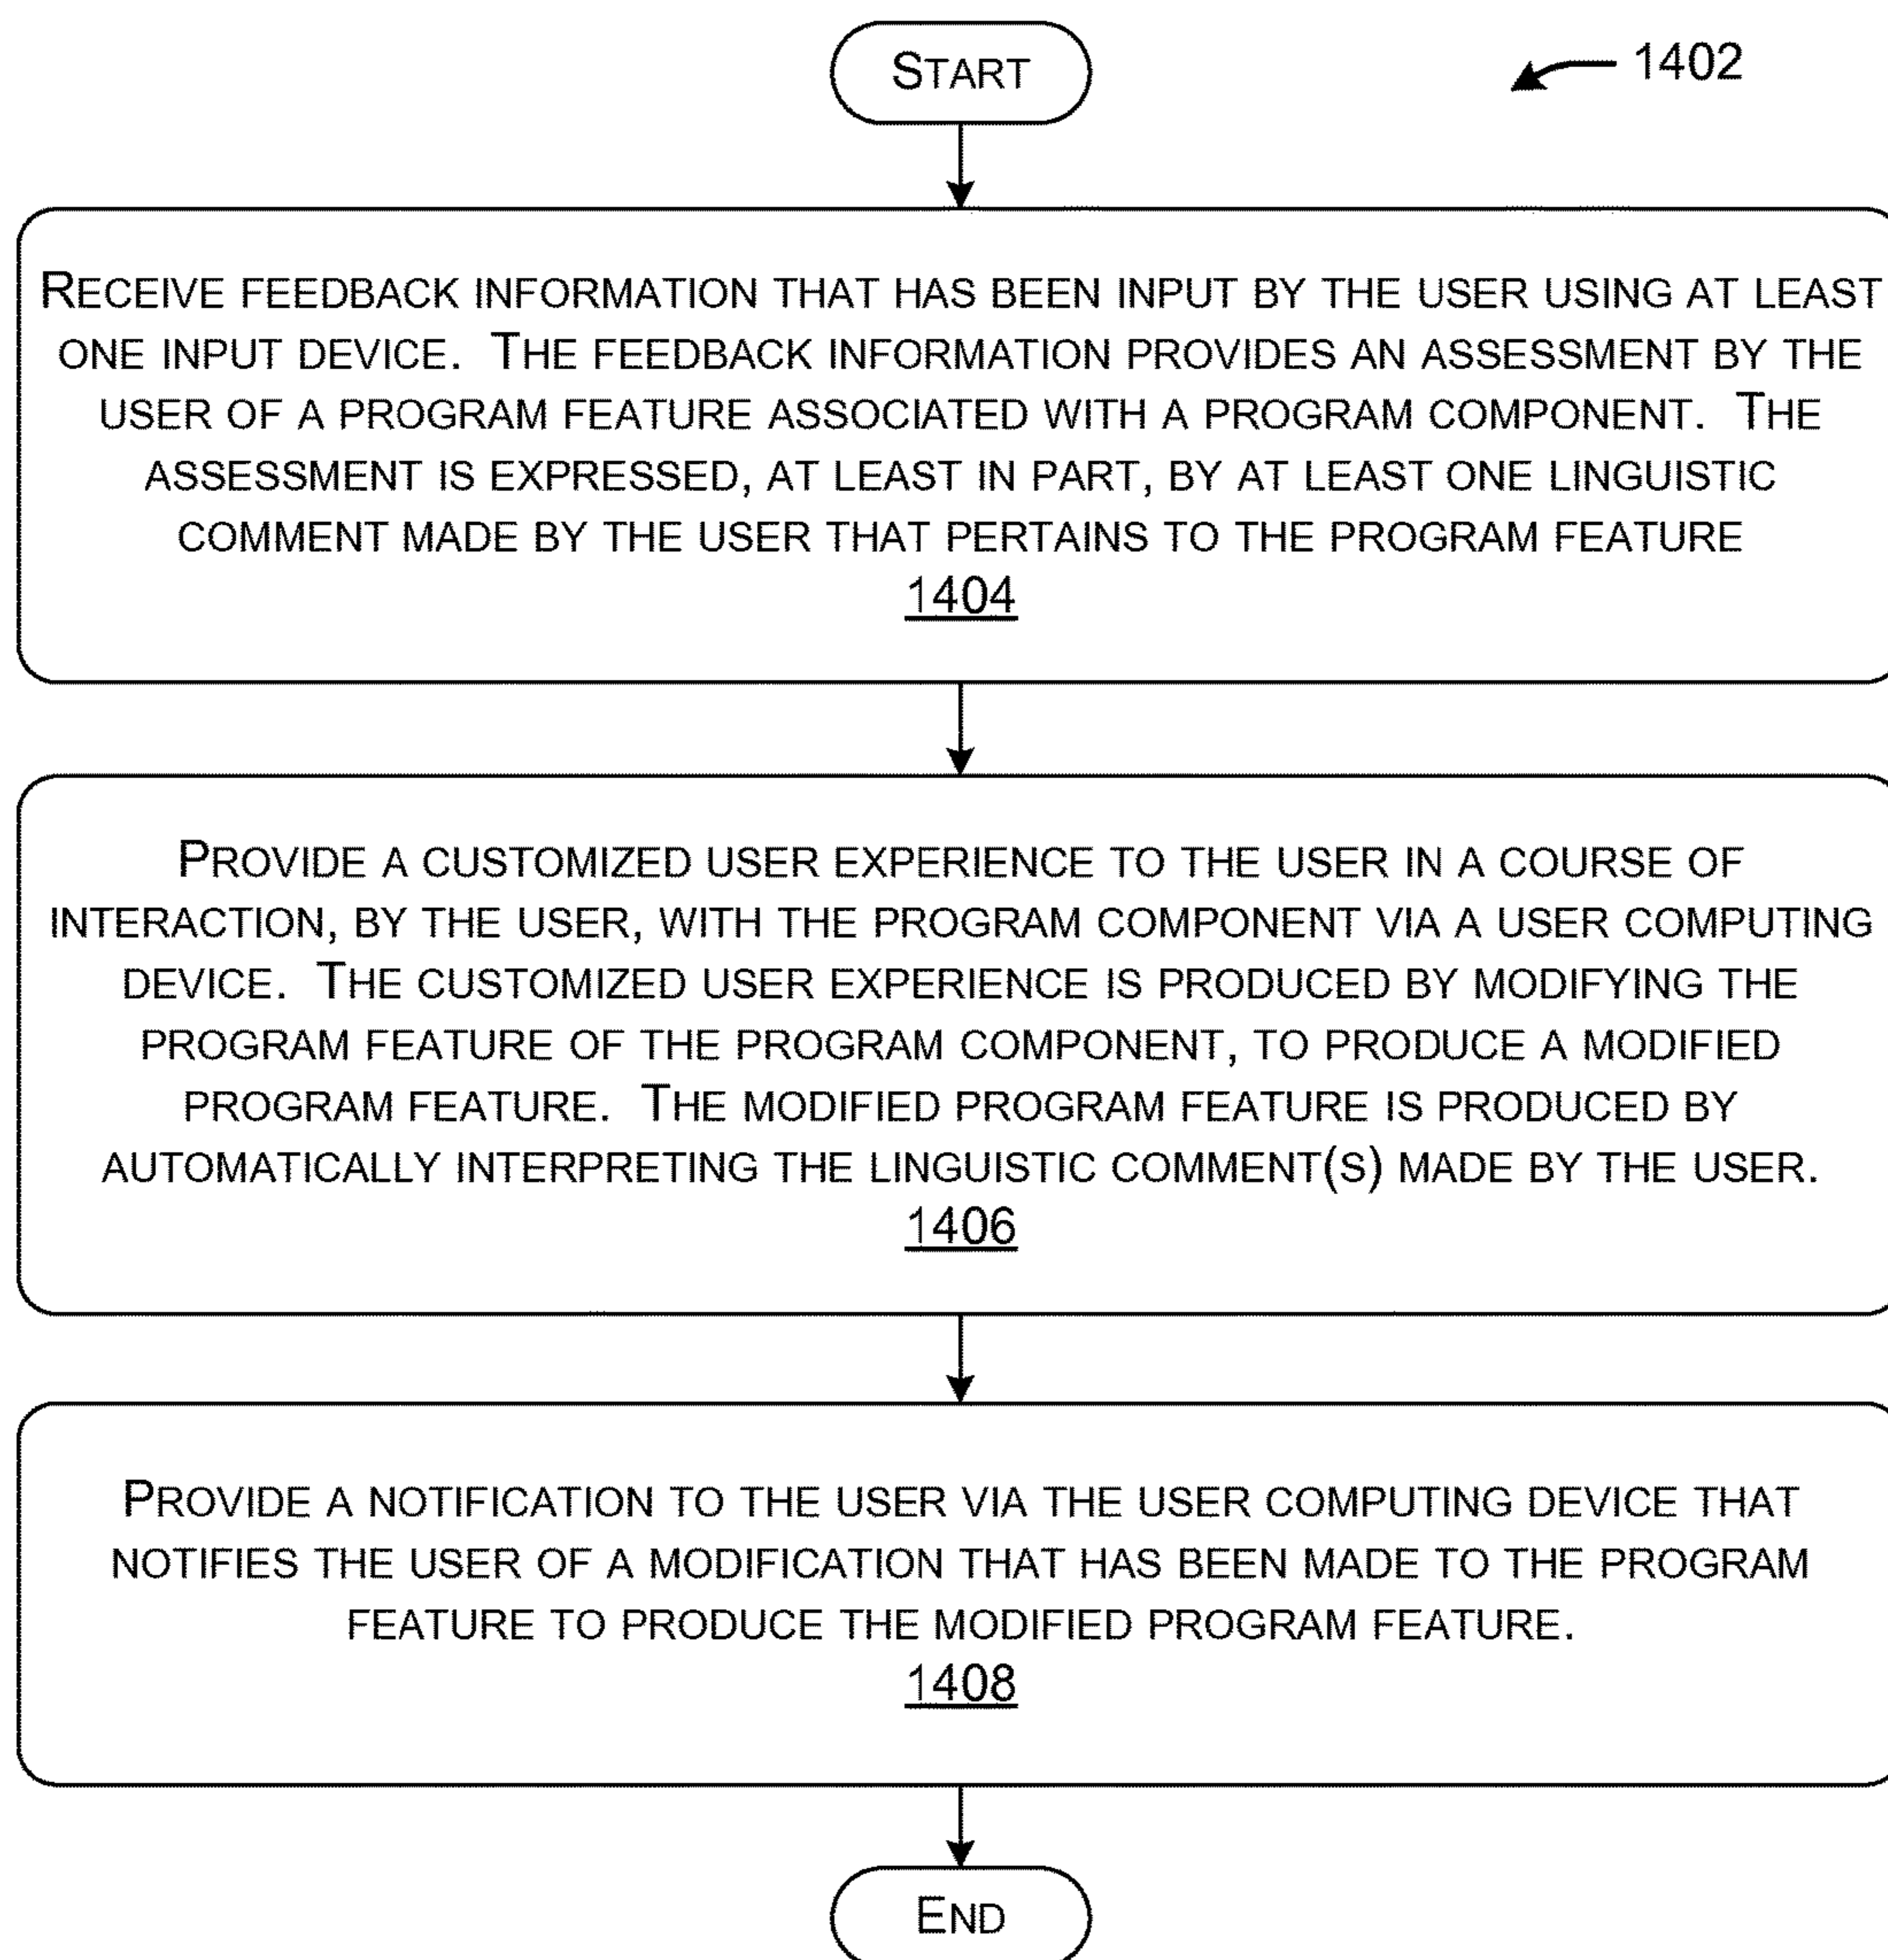 START
1402
RECEIVE FEEDBACK INFORMATION THAT HAS BEEN INPUT BY THE USER USING AT LEAST
ONE INPUT DEVICE. THE FEEDBACK INFORMATION PROVIDES AN ASSESSMENT BY THE
USER OF A PROGRAM FEATURE ASSOCIATED WITH A PROGRAM COMPONENT. THE
ASSESSMENT IS EXPRESSED, AT LEAST IN PART, BY AT LEAST ONE LINGUISTIC
COMMENT MADE BY THE USER THAT PERTAINS TO THE PROGRAM FEATURE
1404
PROVIDE A CUSTOMIZED USER EXPERIENCE TO THE USER IN A COURSE OF
INTERACTION, BY THE USER, WITH THE PROGRAM COMPONENT VIA A USER COMPUTING
DEVICE. THE CUSTOMIZED USER EXPERIENCE IS PRODUCED BY MODIFYING THE
PROGRAM FEATURE OF THE PROGRAM COMPONENT, TO PRODUCE A MODIFIED
PROGRAM FEATURE. THE MODIFIED PROGRAM FEATURE IS PRODUCED BY
AUTOMATICALLY INTERPRETING THE LINGUISTIC COMMENT(S) MADE BY THE USER.
1406
PROVIDE A NOTIFICATION TO THE USER VIA THE USER COMPUTING DEVICE THAT
NOTIFIES THE USER OF A MODIFICATION THAT HAS BEEN MADE TO THE PROGRAM
FEATURE TO PRODUCE THE MODIFIED PROGRAM FEATURE.
1408
END